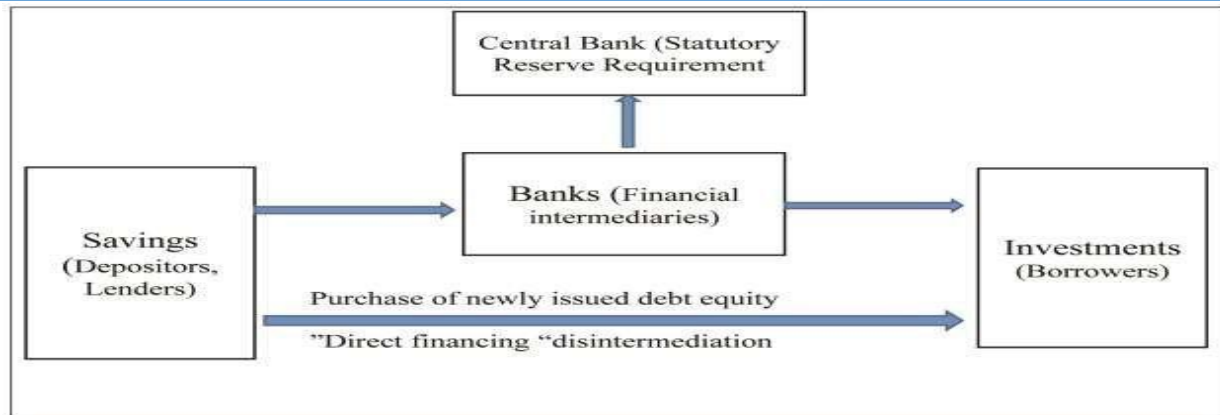 Central Bank (Statutory
Reserve Requirement
Banks (Financial
intermediaries)
Savings
(Depositors,
Lenders)
Investments
(Borrowers)
Purchase of newly issued debt equity
”Direct financing “disintermediation